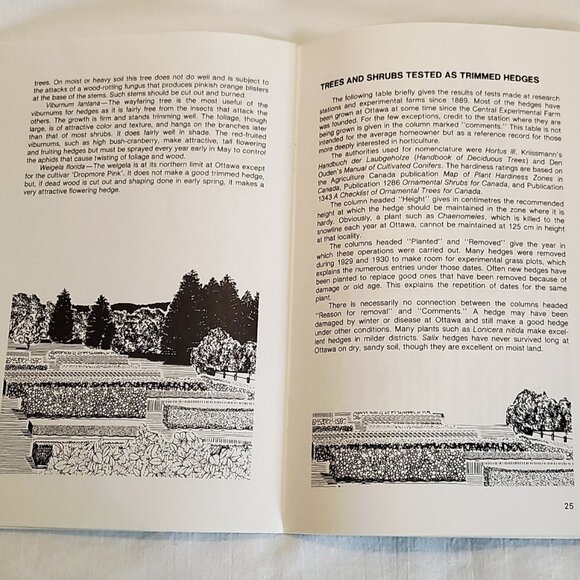 trees. On moist or heavy soil this tree does not do well and is subject
to the attacks of a wood-rotting fungus that produces pinkish orange blisters
at the base of the stems. Such stems should be cut out and burned.
Viburnum lantana—The wayfaring tree is the most useful of the
viburnums for hedges as it is fairly free from the insects that attack the
others. The growth is firm and stands trimming well. The foliage, though
large, is of attractive color and texture, and hangs on the branches later
than that of most shrubs. It does fairly well in shade. The red-fruited
viburnums, such as high bush-cranberry, make attractive, tall flowering
and fruiting hedges but must be sprayed every year early in May to control
the aphids that cause twisting of foliage and wood.
Weigela florida—The weigela is at its northern limit at Ottawa except
for the cultivar 'Dropmore Pink'. It does not make a good trimmed hedge,
but, if dead wood is cut out and shaping done in early spring, it makes a
very attractive flowering hedge.
TREES AND SHRUBS TESTED AS TRIMMED HEDGES
The following table briefly gives the results of tests made at research
stations and experimental farms since 1889. Most of the hedges have
been grown at Ottawa at some time since the Central Experimental Farm
was founded. For the few exceptions, credit to the station where they are
being grown is given in the column marked "comments." This table is not
intended for the average homeowner but as a reference record for those
more deeply interested in horticulture.
The authorities used for nomenclature were Hortus III, Krissmann's
Handbuch der Laubgeholze (Handbook of Deciduous Trees) and Den
Ouden's Manual of Cultivated Conifers. The hardiness ratings are based on
the Agriculture Canada publication Map of Plant Hardiness Zones in
Canada, Publication 1286 Ornamental Shrubs for Canada, and Publication
1343 A Checklist of Ornamental Trees for Canada.
The column headed "Height" gives in centimetres the recommended
height at which the hedge should be maintained in the zone where it is
hardy. Obviously, a plant such as Chaenomeles, which is killed to the
snowline each year at Ottawa, cannot be maintained at 125 cm in height
at that locality.
The columns headed "Planted" and "Removed" give the year in
which these operations were carried out. Many hedges were removed
during 1929 and 1930 to make room for experimental grass plots, which
explains the numerous entries under those dates. Often new hedges have
been planted to replace good ones that have been removed because of
damage or old age. This explains the repetition of dates for the same
plant.
There is necessarily no connection between the columns headed
"Reason for removal" and "Comments." A hedge may have been
damaged by winter or disease at Ottawa and still make a good hedge
under other conditions. Many plants such as Lonicera nitida make excel-
lent hedges in milder districts. Salix hedges have never survived long at
Ottawa on dry, sandy soil, though they are excellent on moist land.
25